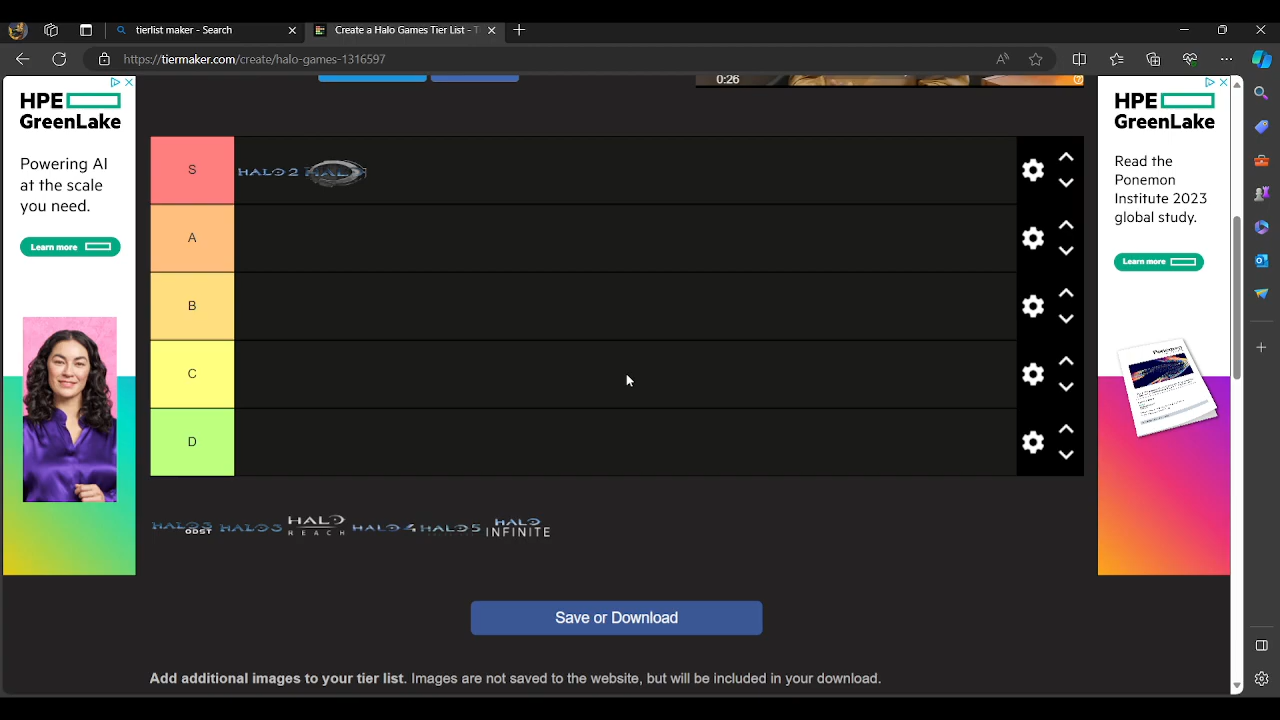 tierlist maker - Search
Create a Halo Games Tier List - T
https://tiermaker.com/create/halo-games-1316597
0:26
HPE
GreenLake
Powering AI
at the scale
you need.
Learn more
S
HALO 2 HALO
A
B
C
D
HALO 3 ODST HALO 3 HALO REACH HALO 4 HALO 5 HALO INFINITE
Save or Download
Add additional images to your tier list. Images are not saved to the website, but will be included in your download.
HPE
GreenLake
Read the
Ponemon
Institute 2023
global study.
Learn more